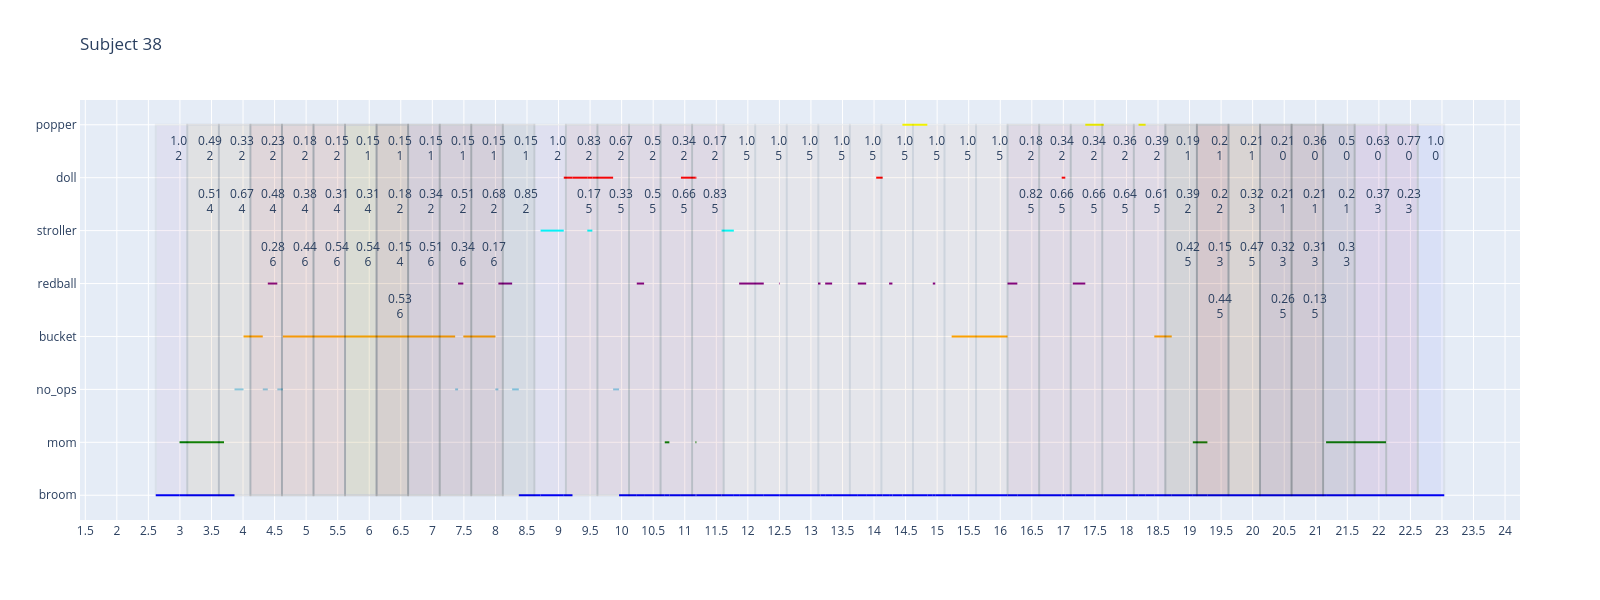 Subject 38
popper
1.0 0.49 0.33 0.23 0.18 0.15 0.15 0.15 0.15 0.15 0.15 0.15 1.0 0.83 0.67 0.5 0.34 0.17 1.0 1.0 1.0 1.0 1.0 1.0 1.0 1.0 1.0 0.18 0.34 0.34 0.36 0.39 0.19 0.2 0.21 0.21 0.36 0.5 0.63 0.77 1.0
2 2 2 2 2 2 1 1 1 1 1 1 2 2 2 2 2 2 5 5 5 5 5 5 5 5 5 2 2 2 2 2 1 1 1 0 0 0 0 0 0
doll
0.51 0.67 0.48 0.38 0.31 0.31 0.18 0.34 0.51 0.68 0.85 0.17 0.33 0.5 0.66 0.83 0.82 0.66 0.66 0.64 0.61 0.39 0.2 0.32 0.21 0.21 0.2 0.37 0.23
4 4 4 4 4 4 2 2 2 2 2 5 5 5 5 5 5 5 5 5 5 2 2 3 1 1 1 3 3
stroller
0.28 0.44 0.54 0.54 0.15 0.51 0.34 0.17 0.42 0.15 0.47 0.32 0.31 0.3
6 6 6 6 4 6 6 6 5 3 5 3 3 3
redball
0.53 0.44 0.26 0.13
6 5 5 5
bucket
no_ops
mom
broom
1.5 2 2.5 3 3.5 4 4.5 5 5.5 6 6.5 7 7.5 8 8.5 9 9.5 10 10.5 11 11.5 12 12.5 13 13.5 14 14.5 15 15.5 16 16.5 17 17.5 18 18.5 19 19.5 20 20.5 21 21.5 22 22.5 23 23.5 24